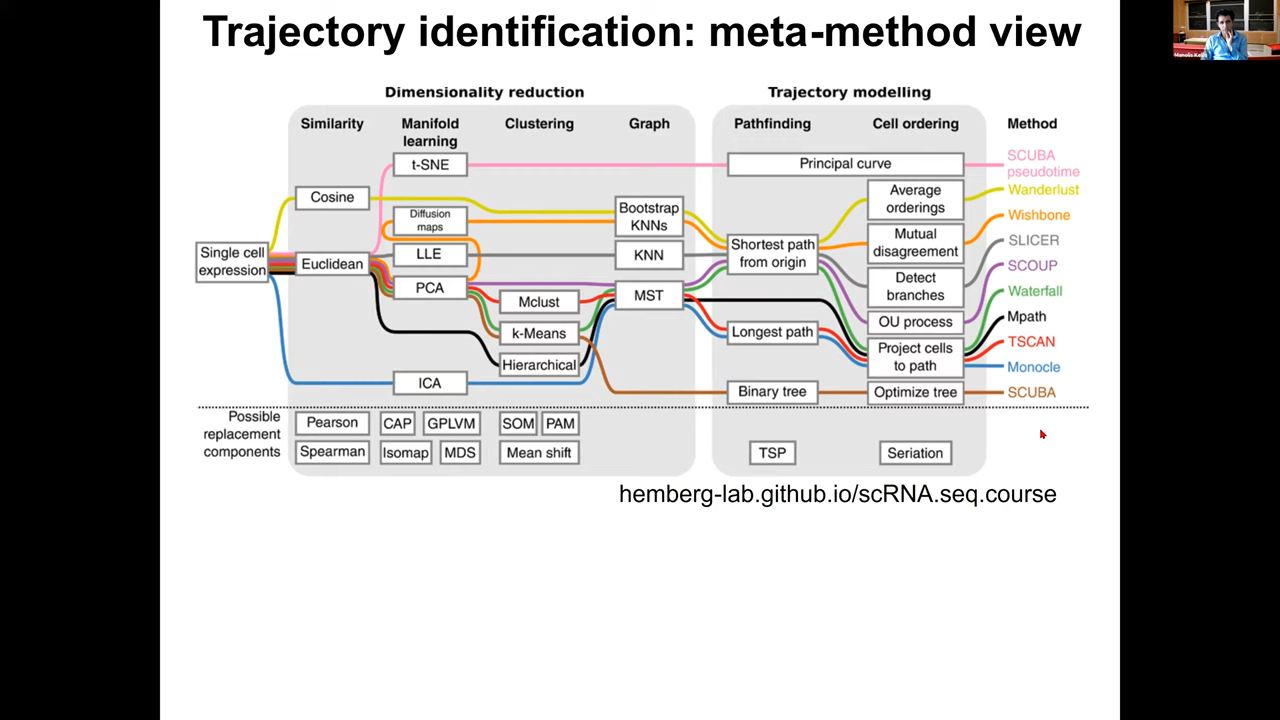 Trajectory identification: meta-method view
Manolis Kellis
Dimensionality reduction
Trajectory modelling
Similarity
Manifold
learning
Clustering
Graph
Pathfinding
Cell ordering
Method
t-SNE
Principal curve
SCUBA
pseudotime
Cosine
Average
orderings
Wanderlust
Diffusion
maps
Bootstrap
KNNs
Wishbone
Mutual
disagreement
Single cell
expression
Euclidean
LLE
KNN
Shortest path
from origin
SLICER
SCOUP
Detect
branches
PCA
MST
Waterfall
Mclust
OU process
Mpath
k-Means
Longest path
TSCAN
Project cells
to path
Hierarchical
Monocle
ICA
Binary tree
Optimize tree
SCUBA
Possible
replacement
components
Pearson
CAP
GPLVM
SOM
PAM
Spearman
Isomap
MDS
Mean shift
TSP
Seriation
hemberg-lab.github.io/scRNA.seq.course